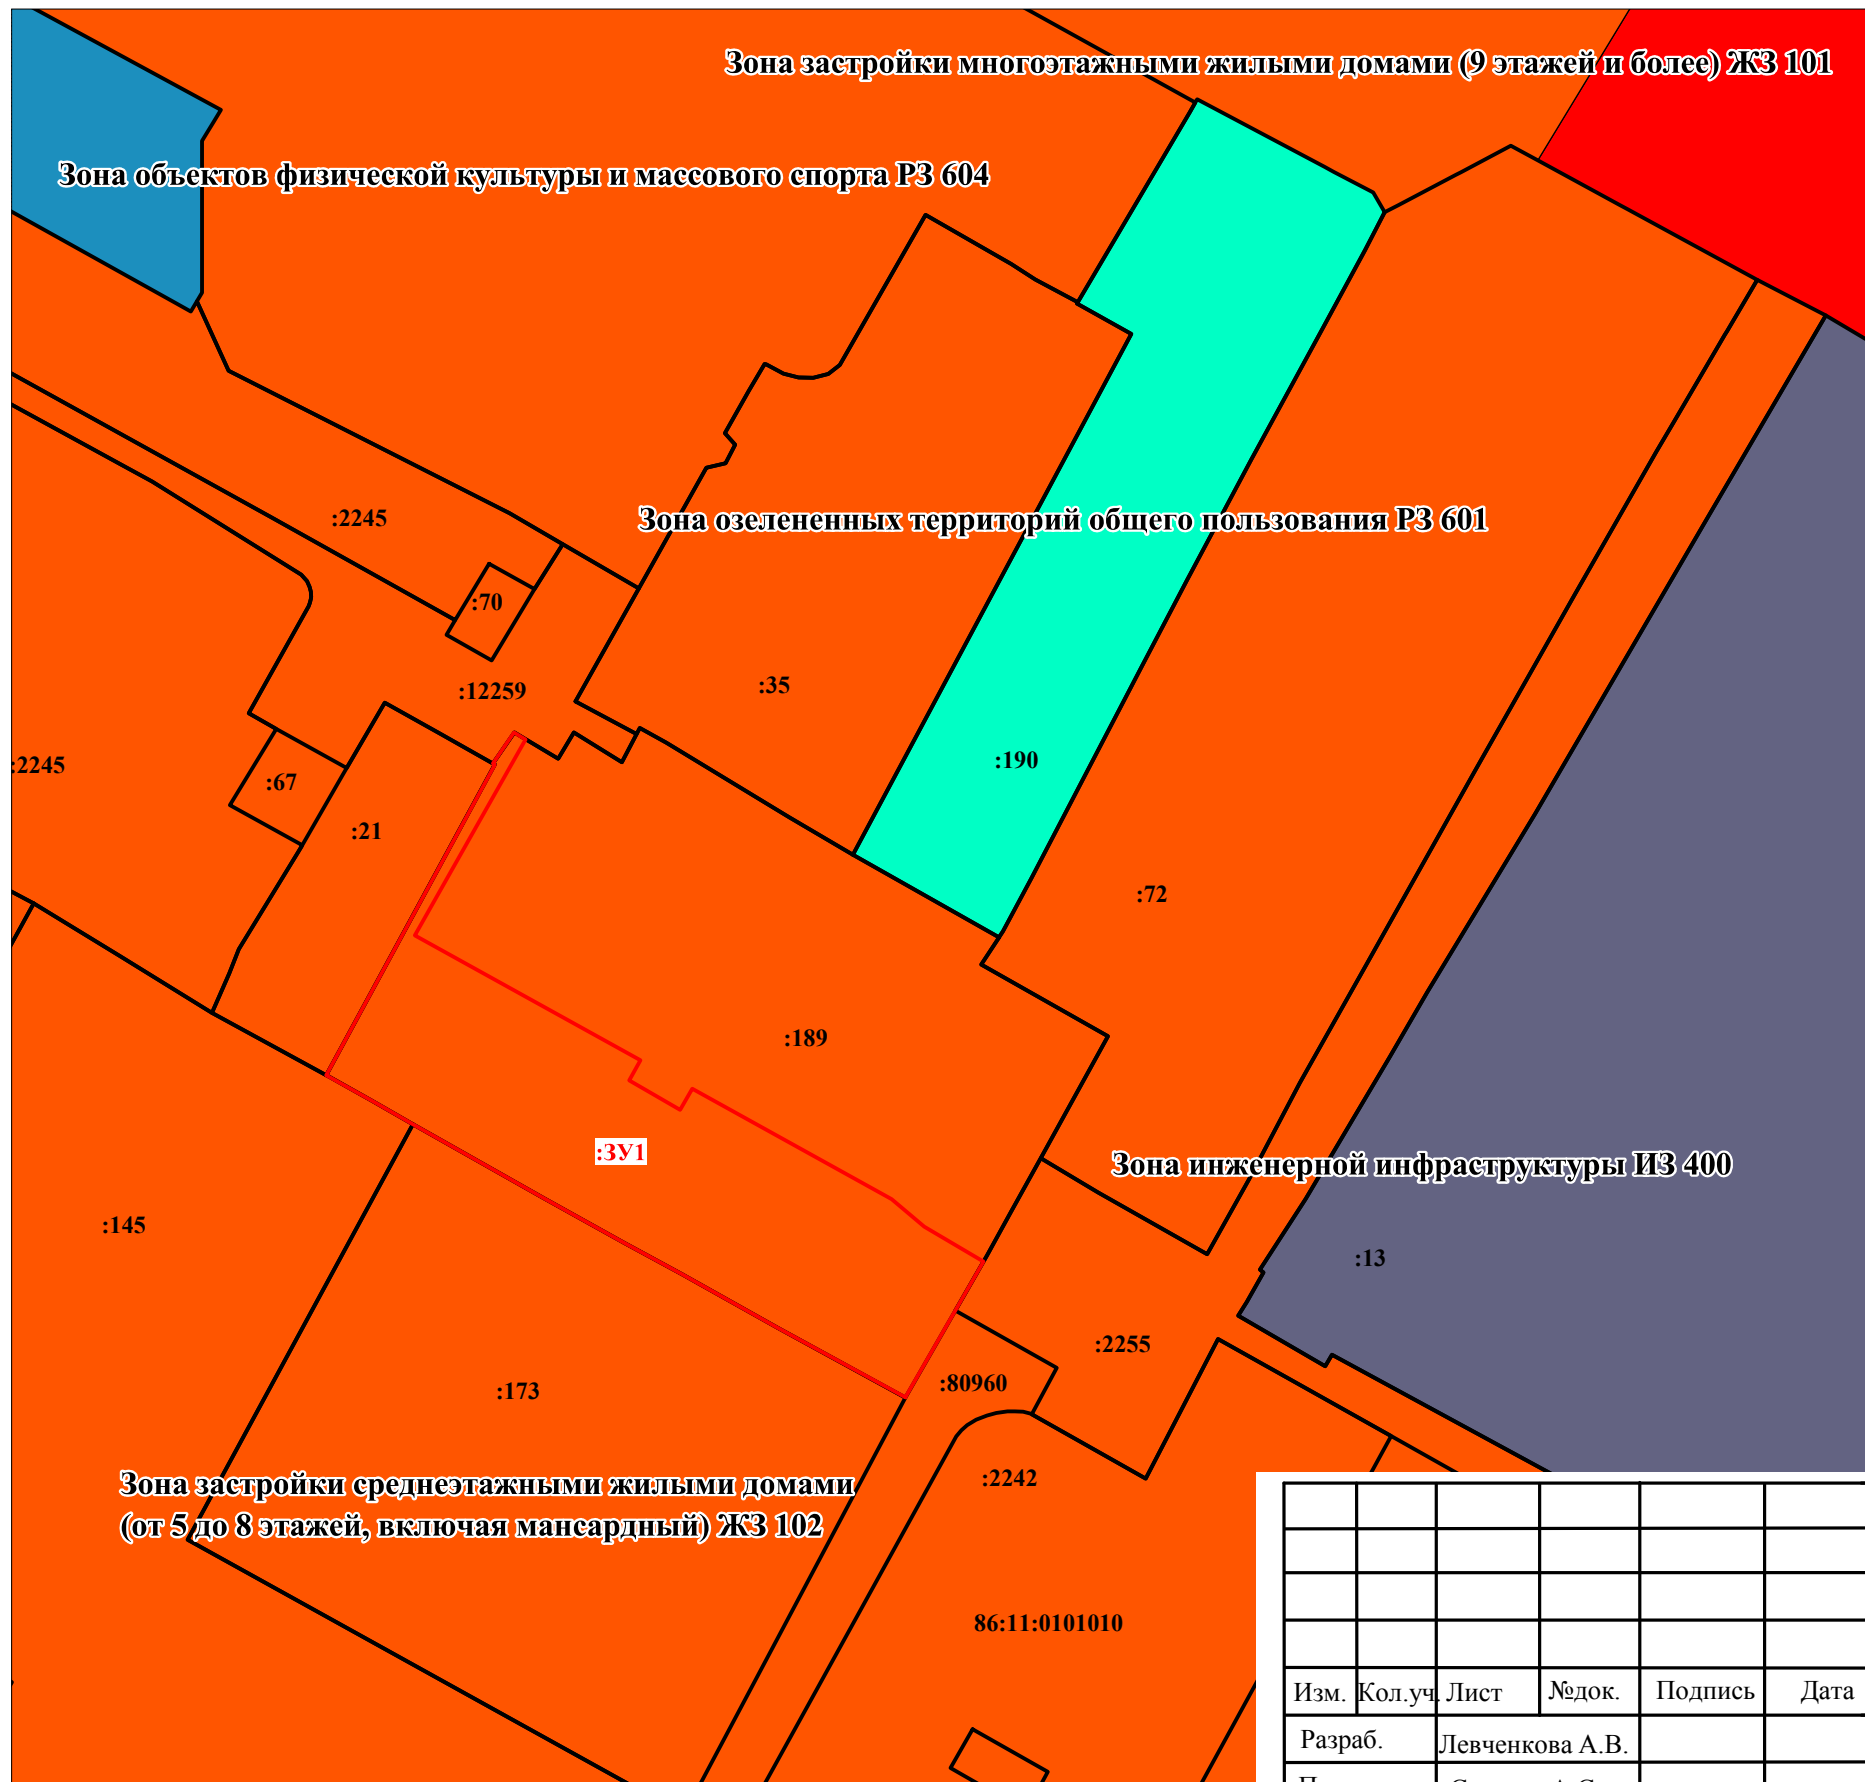 Зона застройки многоэтажными жилыми домами (9 этажей и более) ЖЗ 101
Зона объектов физической культуры и массового спорта РЗ 604
:2245
Зона озелененных территорий общего пользования РЗ 601
:70
:12259
:35
:2245
:67
:190
:21
:72
:189
:ЗУ1
Зона инженерной инфраструктуры ИЗ 400
:145
:13
:2255
:80960
:173
:2242
Зона застройки среднеэтажными жилыми домами
(от 5 до 8 этажей, включая мансардный) ЖЗ 102
86:11:0101010
Изм. Кол.уч. Лист №док. Подпись Дата
Разраб. Левченкова А.В.